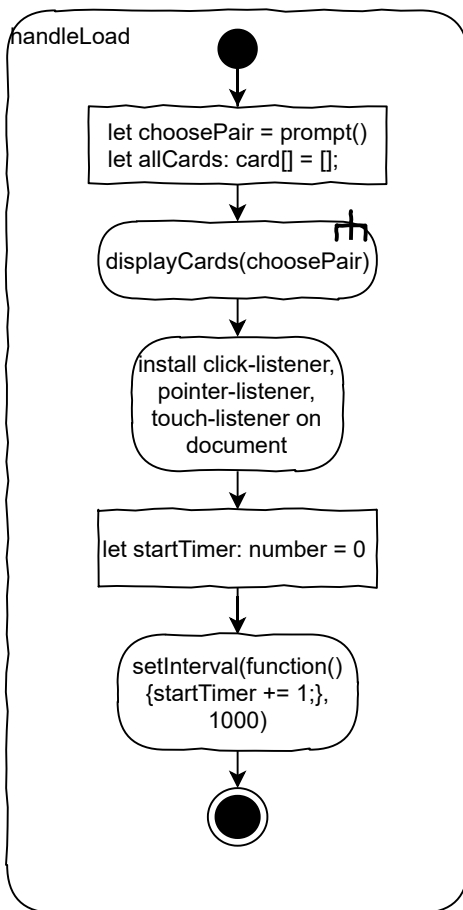 handleLoad
let choosePair = prompt()
let allCards: card[] = [];
displayCards(choosePair)
install click-listener,
pointer-listener,
touch-listener on
document
let startTimer: number = 0
setInterval(function()
{startTimer += 1;},
1000)